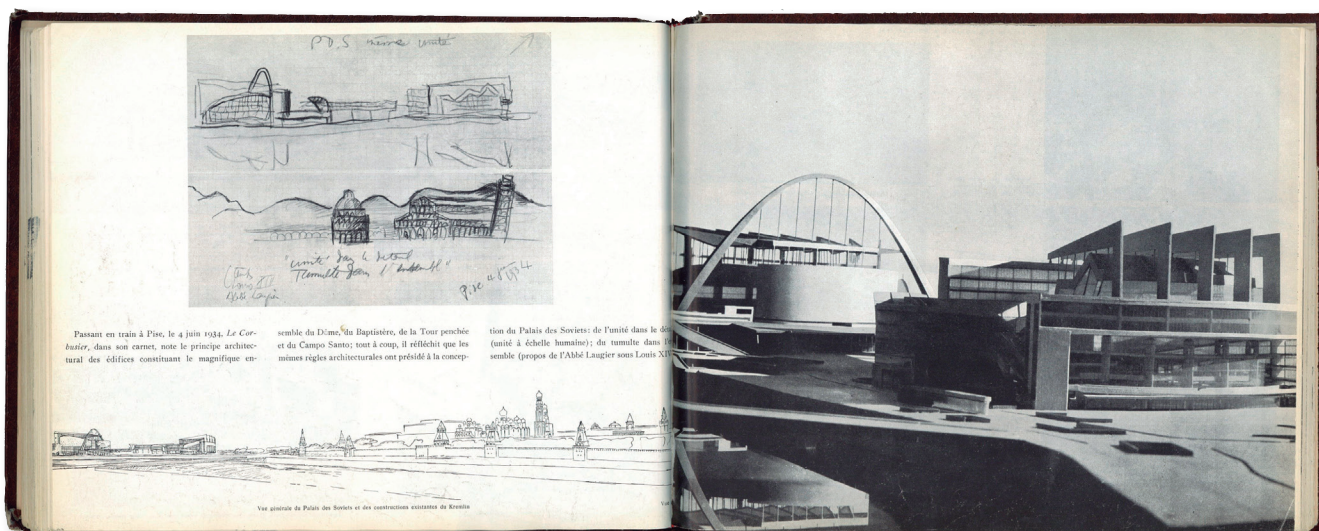 P D.S même unité
"unité" dans le détail
Tumulte dans l'ensemble"
Pise
1934
Passant en train à Pise, le 4 juin 1934, Le Cor-
busier, dans son carnet, note le principe architec-
tural des édifices constituant le magnifique en-
semble du Dôme, du Baptistère, de la Tour penchée
et du Campo Santo; tout à coup, il réfléchit que les
mêmes règles architecturales ont présidé à la concep-
tion du Palais des Soviets: de l'unité dans le
(unité à échelle humaine); du tumulte dans
semble (propos de l'Abbé Laugier sous Louis XIV
Vue générale du Palais des Soviets et des constructions existantes du Kremlin